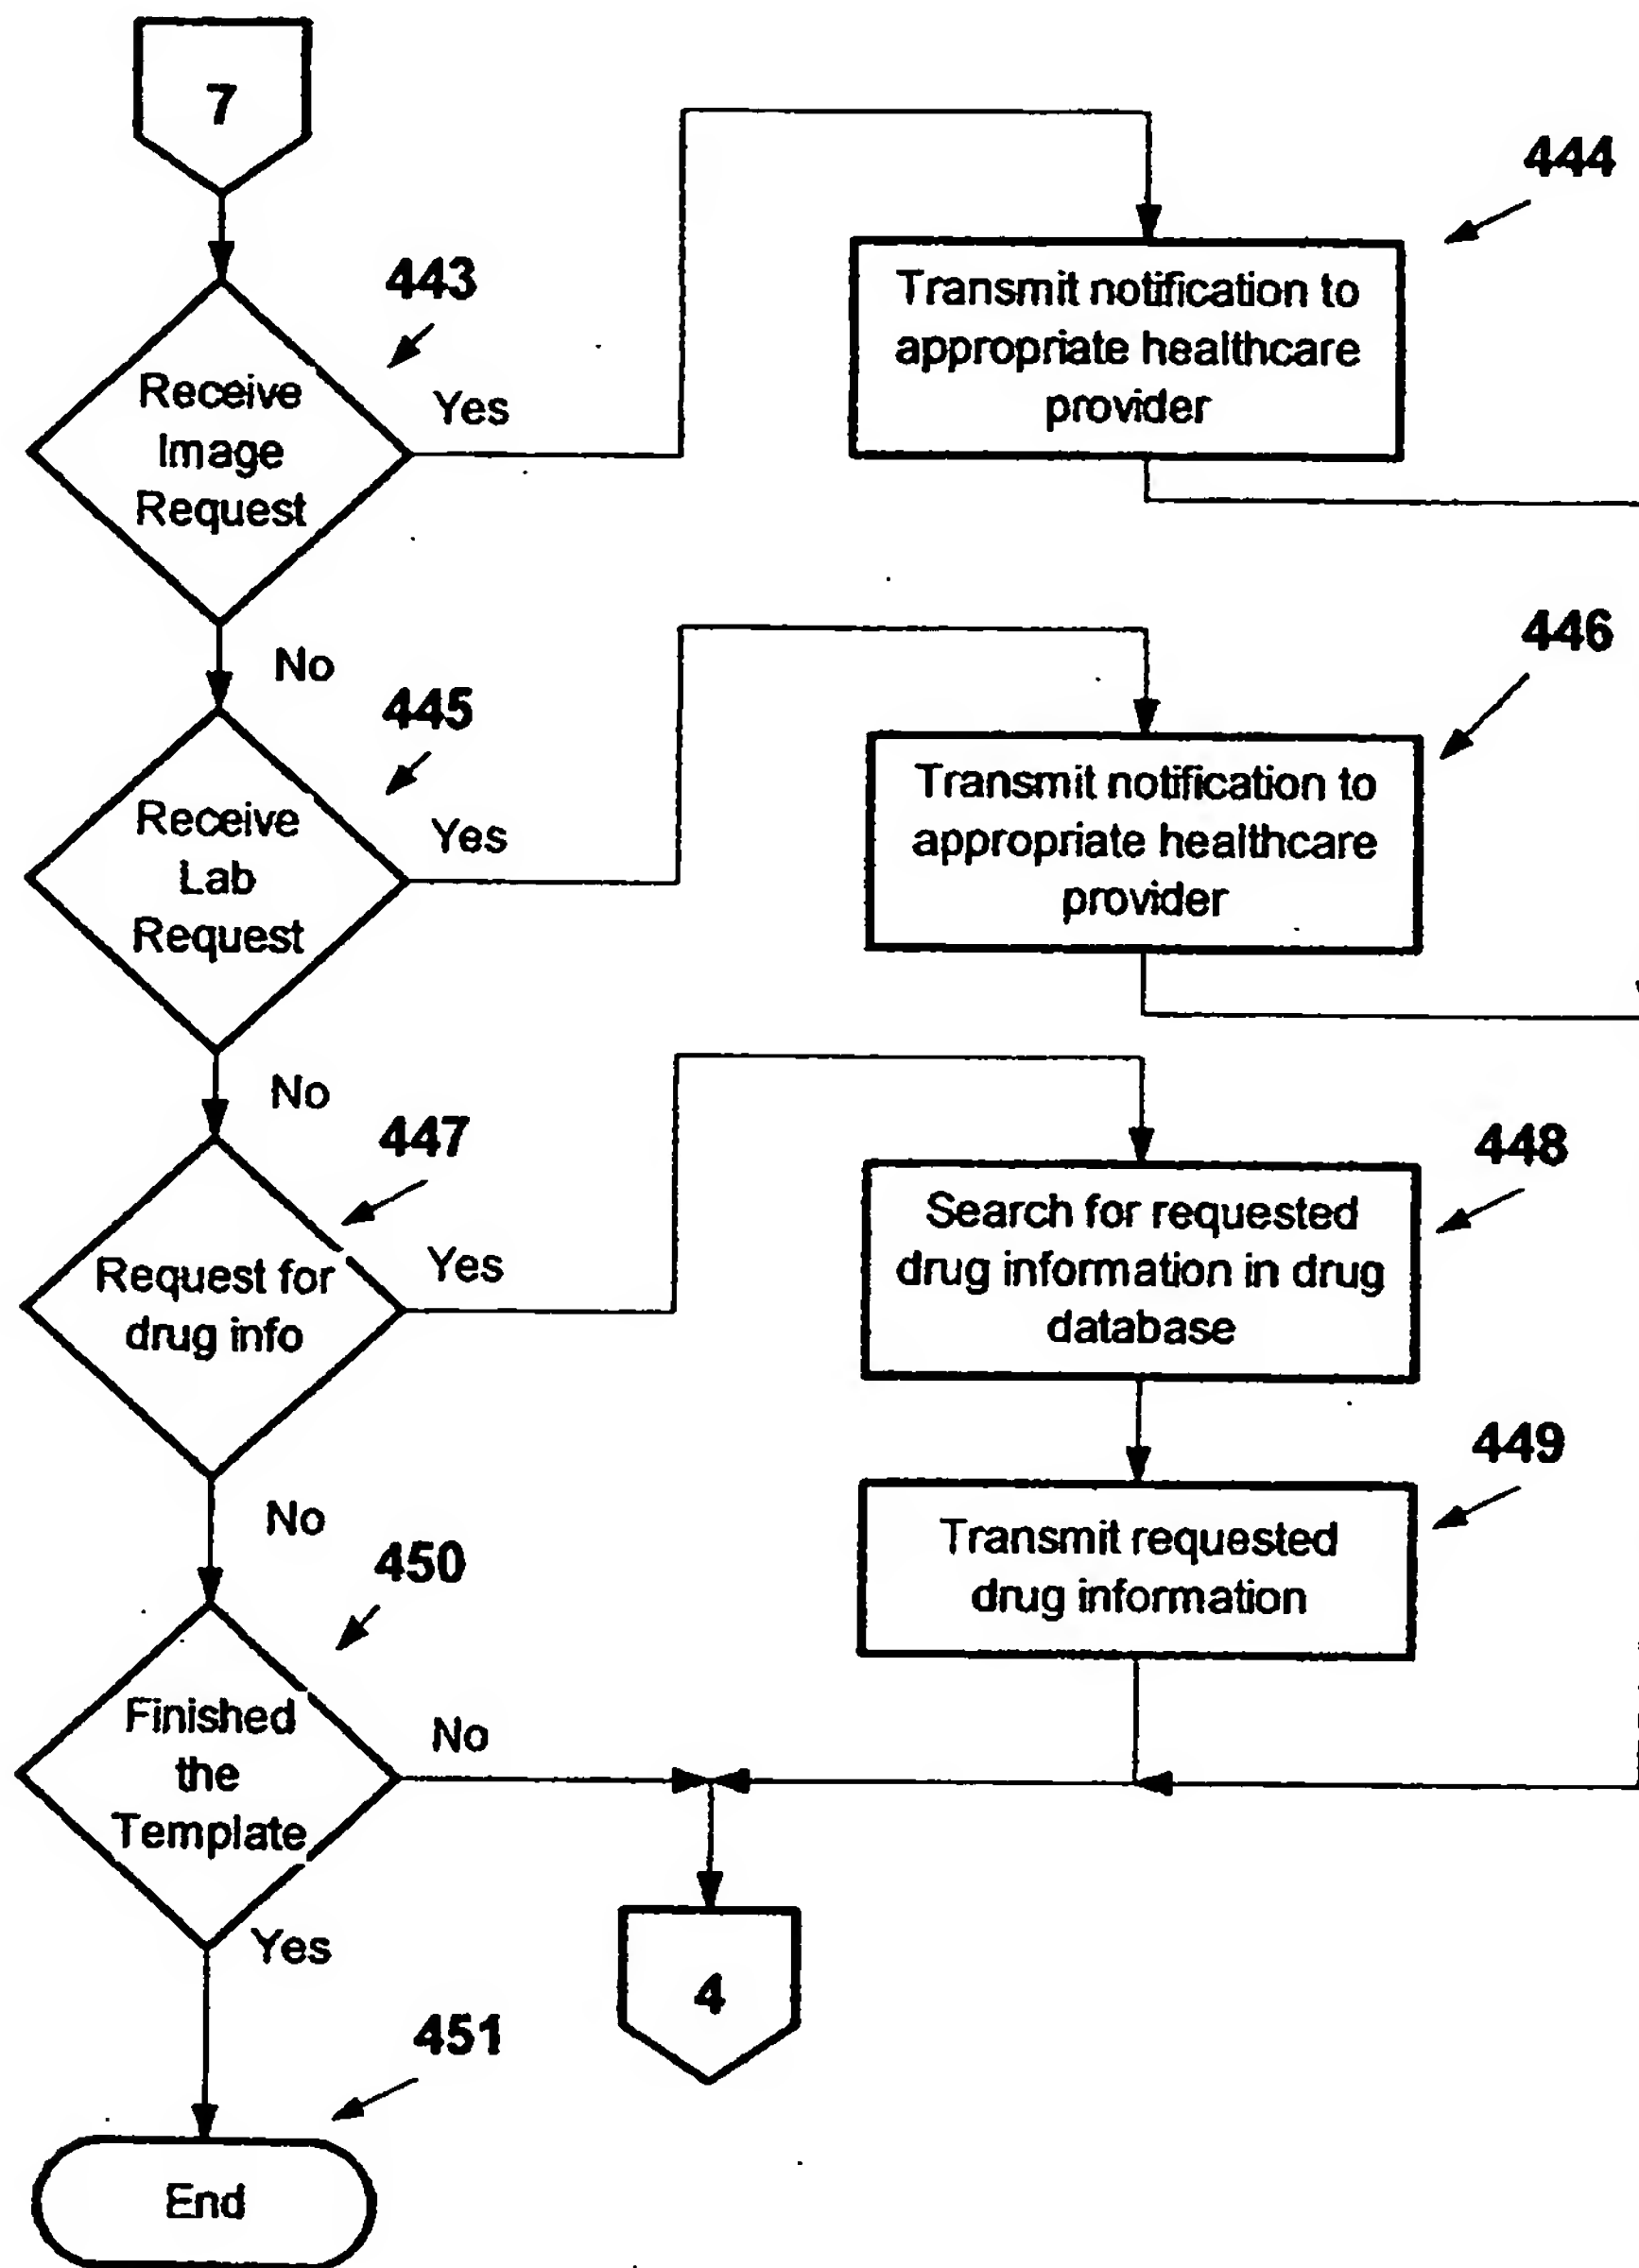 7
443
Receive
Image
Request
Yes
No
444
Transmit notification to
appropriate healthcare
provider
445
Receive
Lab
Request
Yes
No
446
Transmit notification to
appropriate healthcare
provider
447
Request for
drug info
Yes
No
448
Search for requested
drug information in drug
database
449
Transmit requested
drug information
450
Finished
the
Template
No
Yes
4
451
End